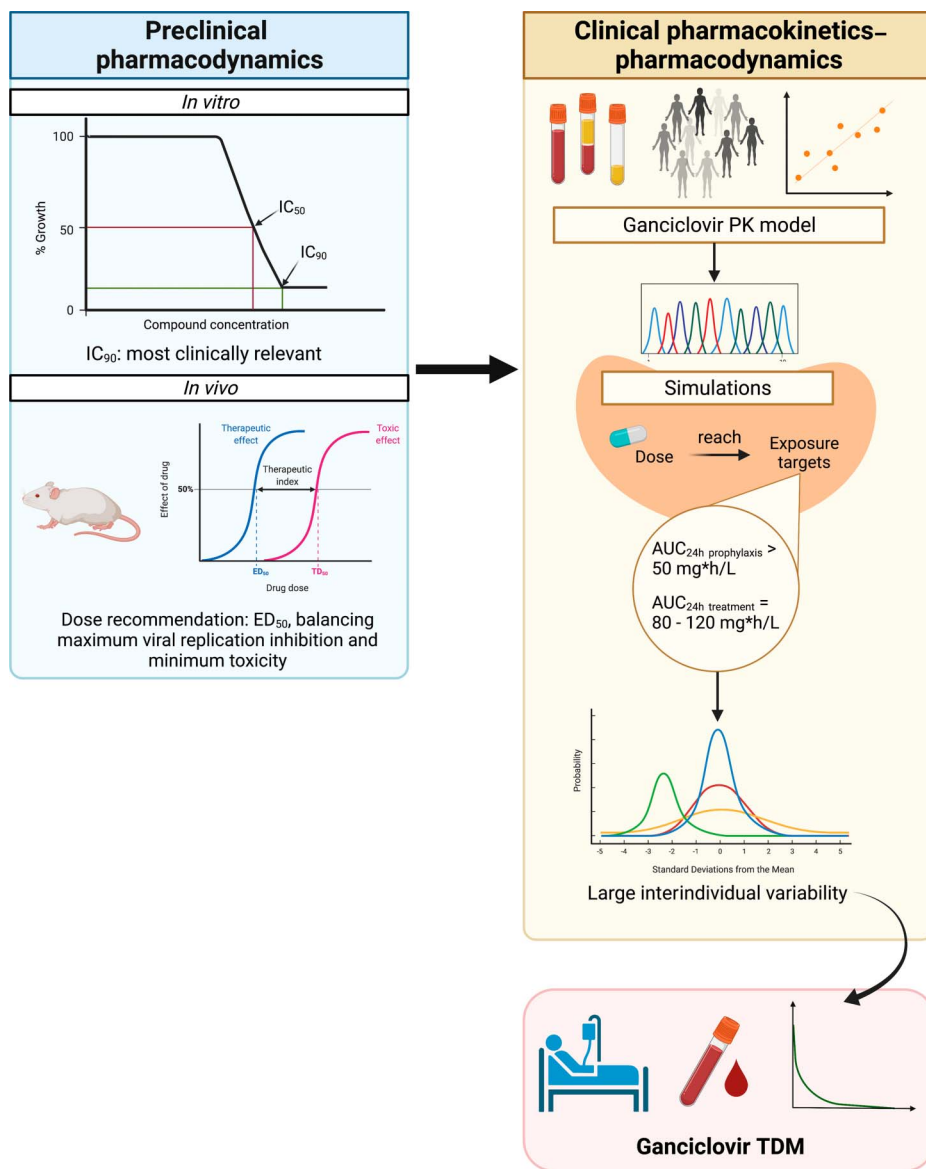 Preclinical
pharmacodynamics
In vitro
100
50
0
% Growth
IC50
IC90
Compound concentration
IC90: most clinically relevant
In vivo
Therapeutic
effect
Toxic
effect
Therapeutic
index
50%
Effect of drug
ED50
TD50
Drug dose
Dose recommendation: ED50, balancing
maximum viral replication inhibition and
minimum toxicity
Clinical pharmacokinetics–
pharmacodynamics
Ganciclovir PK model
Simulations
Dose
reach
Exposure
targets
AUC24h prophylaxis >
50 mg*h/L
AUC24h treatment =
80 - 120 mg*h/L
Probability
-5 -4 -3 -2 -1 0 1 2 3 4 5
Standard Deviations from the Mean
Large interindividual variability
Ganciclovir TDM